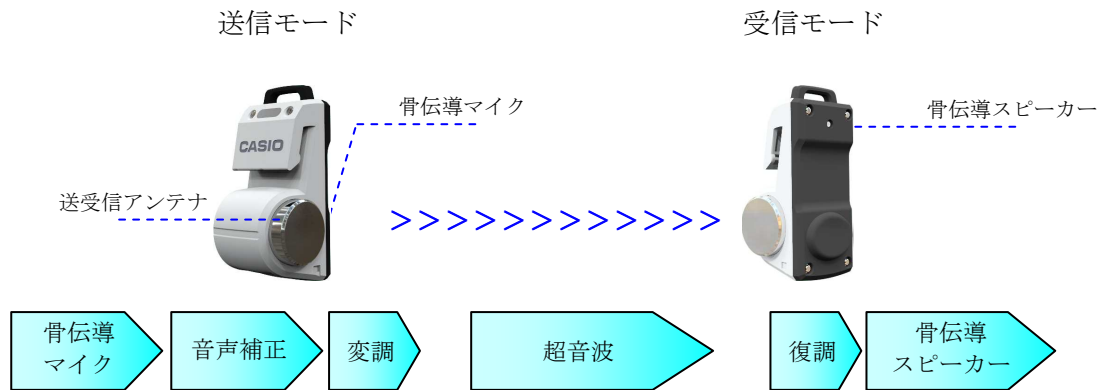 送信モード
受信モード
骨伝導マイク
骨伝導スピーカー
CASIO
送受信アンテナ
>>>>>>>>>>>>
骨伝導
マイク
音声補正
変調
超音波
復調
骨伝導
スピーカー